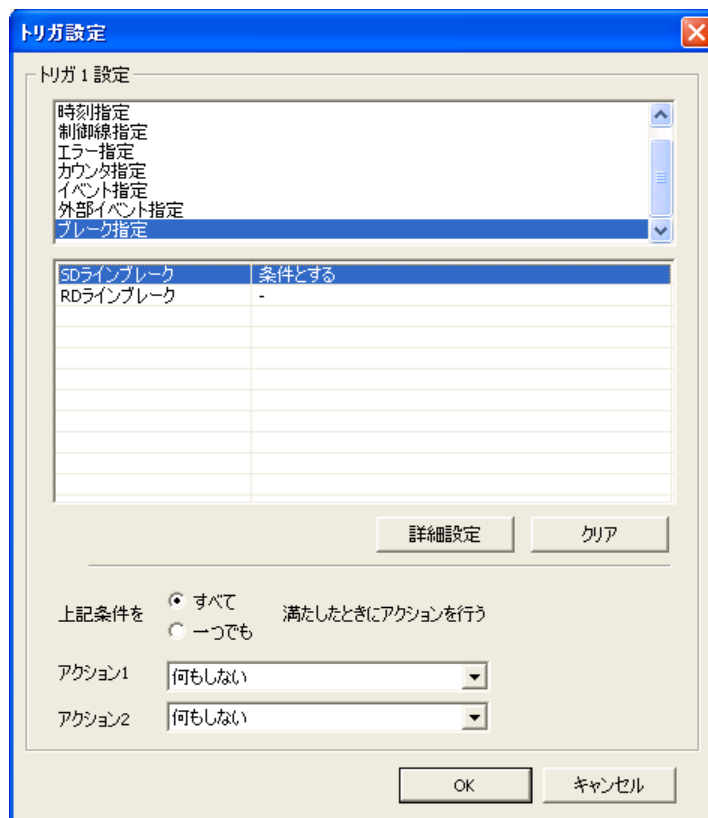 トリガ設定
トリガ1設定
時刻指定
制御線指定
エラー指定
カウンタ指定
イベント指定
外部イベント指定
ブレーク指定
SDラインブレーク 条件とする
RDラインブレーク -
詳細設定 クリア
上記条件を すべて 満たしたときにアクションを行う
一つでも
アクション1 何もしない
アクション2 何もしない
OK キャンセル